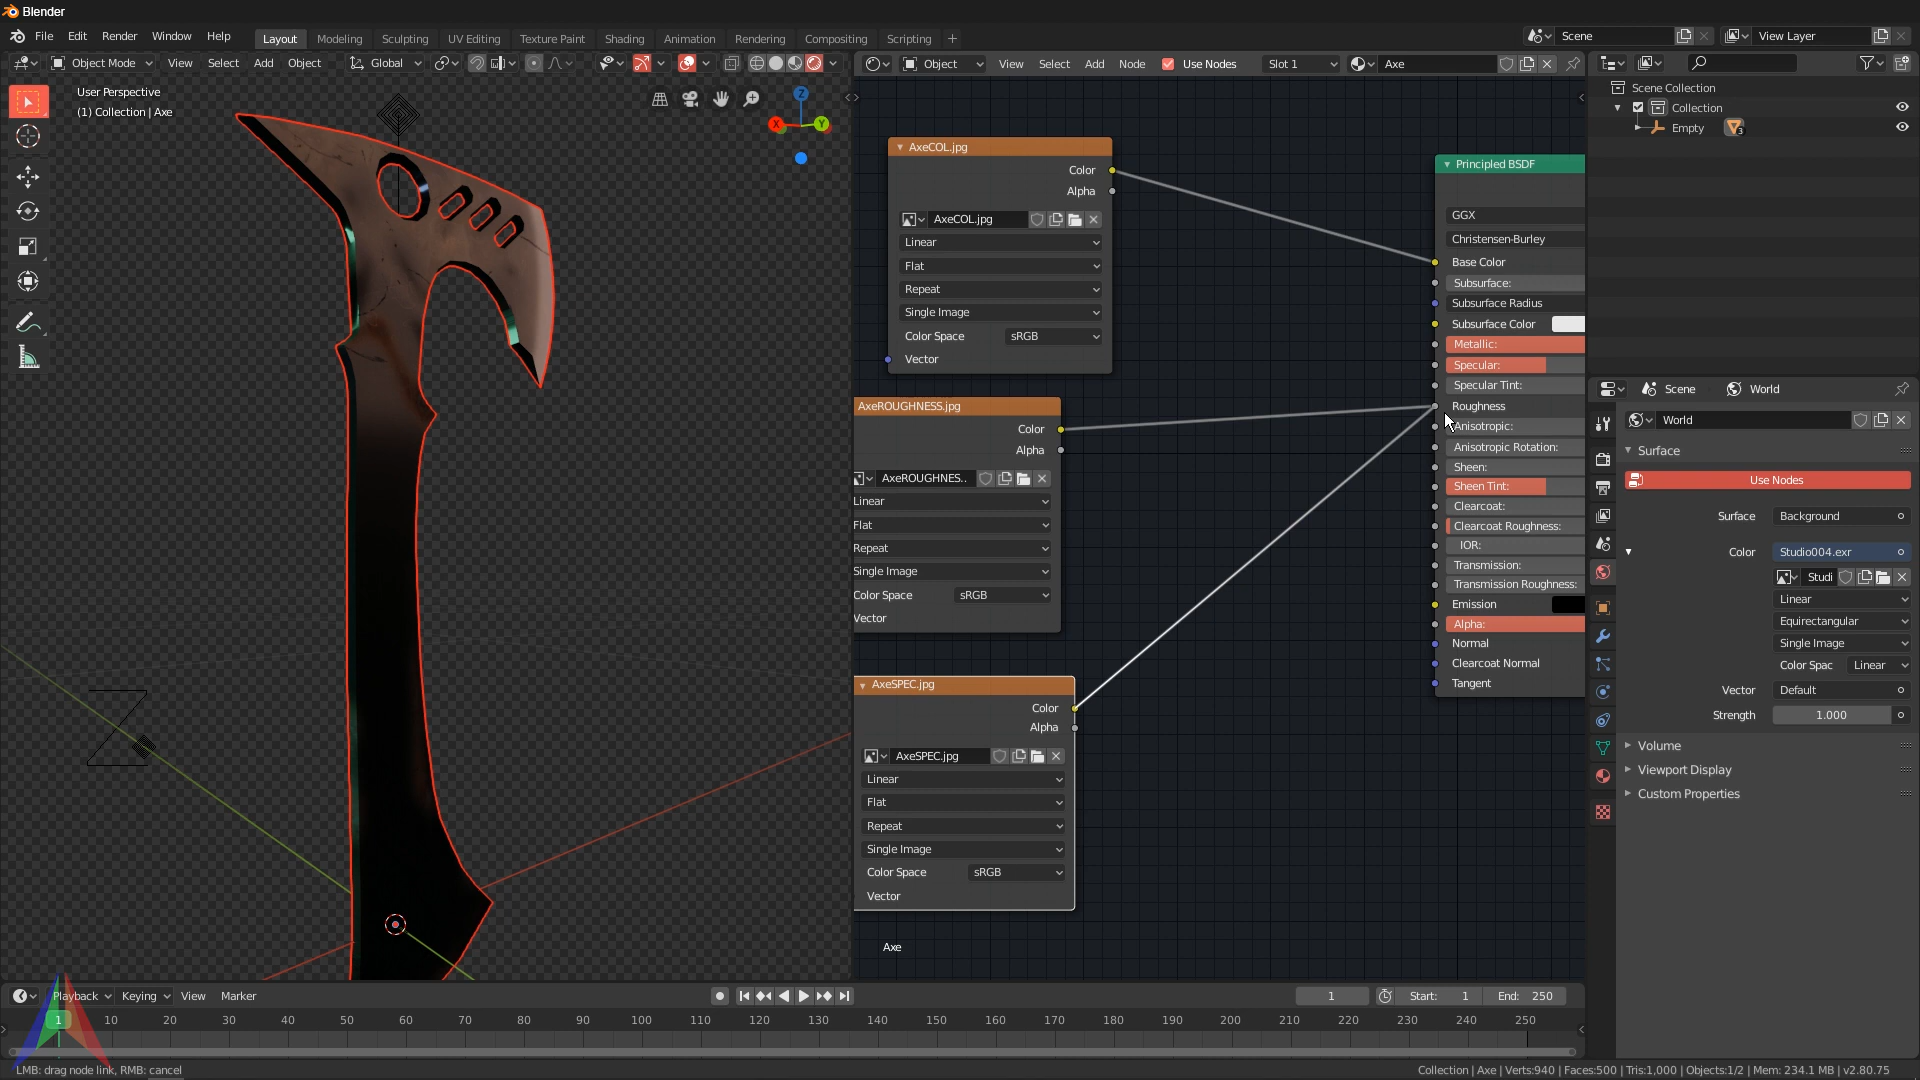 Blender
File Edit Render Window Help
Layout Modeling Sculpting UV Editing Texture Paint Shading Animation Rendering Compositing Scripting +
Scene
View Layer
Object Mode View Select Add Object Global
Object View Select Add Node Use Nodes Slot 1 Axe
User Perspective
(1) Collection | Axe
Z
X
Y
AxeCOL.jpg
Color
Alpha
AxeCOL.jpg
Linear
Flat
Repeat
Single Image
Color Space sRGB
Vector
AxeROUGHNESS.jpg
Color
Alpha
AxeROUGHNES..
Linear
Flat
Repeat
Single Image
Color Space sRGB
Vector
AxeSPEC.jpg
Color
Alpha
AxeSPEC.jpg
Linear
Flat
Repeat
Single Image
Color Space sRGB
Vector
Axe
Principled BSDF
GGX
Christensen-Burley
Base Color
Subsurface:
Subsurface Radius
Subsurface Color
Metallic:
Specular:
Specular Tint:
Roughness
Anisotropic:
Anisotropic Rotation:
Sheen:
Sheen Tint:
Clearcoat:
Clearcoat Roughness:
IOR:
Transmission:
Transmission Roughness:
Emission
Alpha:
Normal
Clearcoat Normal
Tangent
Scene Collection
Collection
Empty 3
Scene World
World
Surface
Use Nodes
Surface Background
Color Studio004.exr
Studi
Linear
Equirectangular
Single Image
Color Spac Linear
Vector Default
Strength 1.000
Volume
Viewport Display
Custom Properties
Playback Keying View Marker
1 Start: 1 End: 250
1 10 20 30 40 50 60 70 80 90 100 110 120 130 140 150 160 170 180 190 200 210 220 230 240 250
LMB: drag node link, RMB: cancel
Collection | Axe | Verts:940 | Faces:500 | Tris:1,000 | Objects:1/2 | Mem: 234.1 MB | v2.80.75